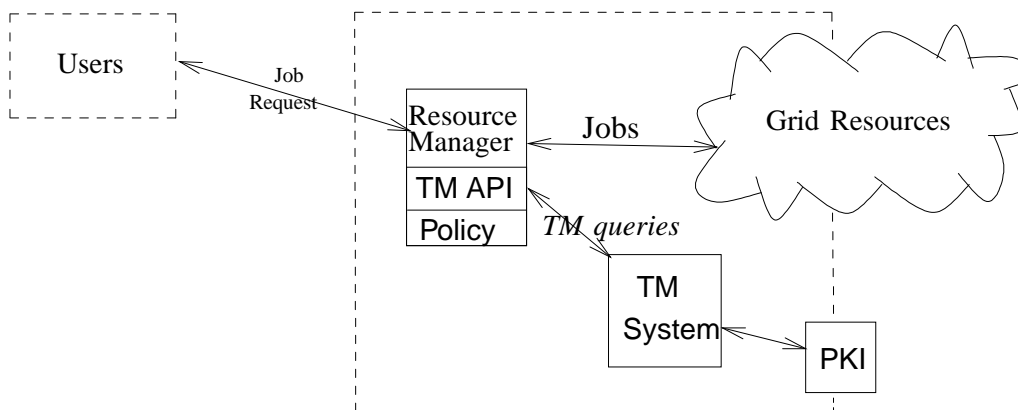 Users
Job
Request
Resource
Manager
TM API
Policy
Jobs
Grid Resources
TM queries
TM
System
PKI